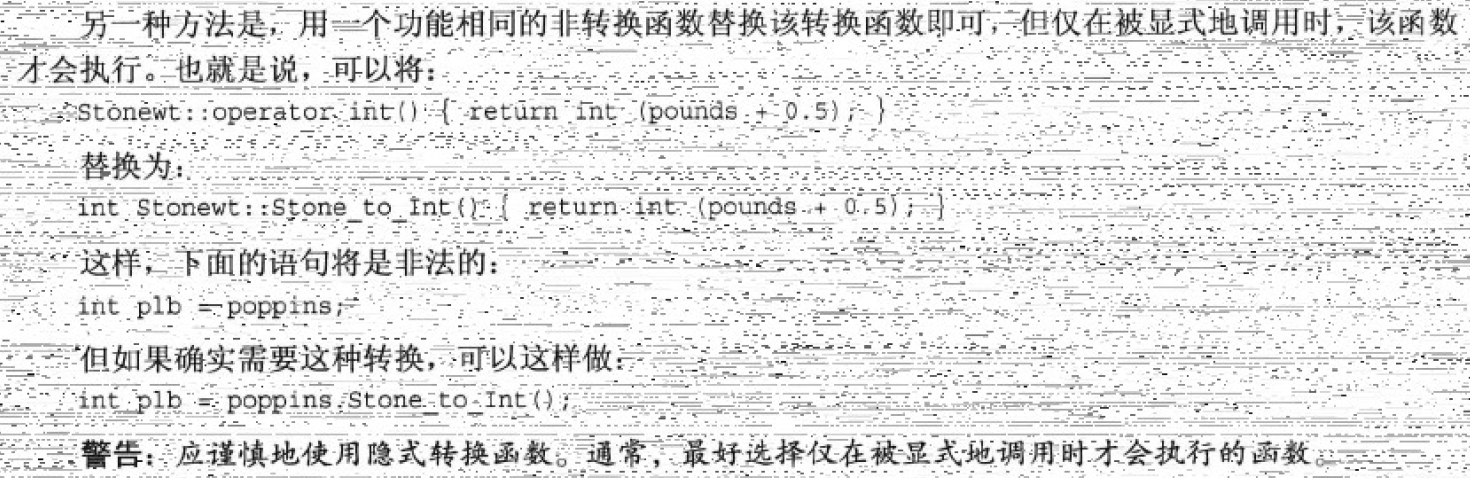 另一种方法是，用一个功能相同的非转换函数替换该转换函数即可，但仅在被显式地调用时，该函数
才会执行。也就是说，可以将：
Stonewt::operator int() { return int (pounds + 0.5); }
替换为：
int Stonewt::Stone_to_Int() { return int (pounds + 0.5); }
这样，下面的语句将是非法的：
int plb = poppins;
但如果确实需要这种转换，可以这样做：
int plb = poppins.Stone_to_Int();
警告：应谨慎地使用隐式转换函数。通常，最好选择仅在被显式地调用时才会执行的函数。